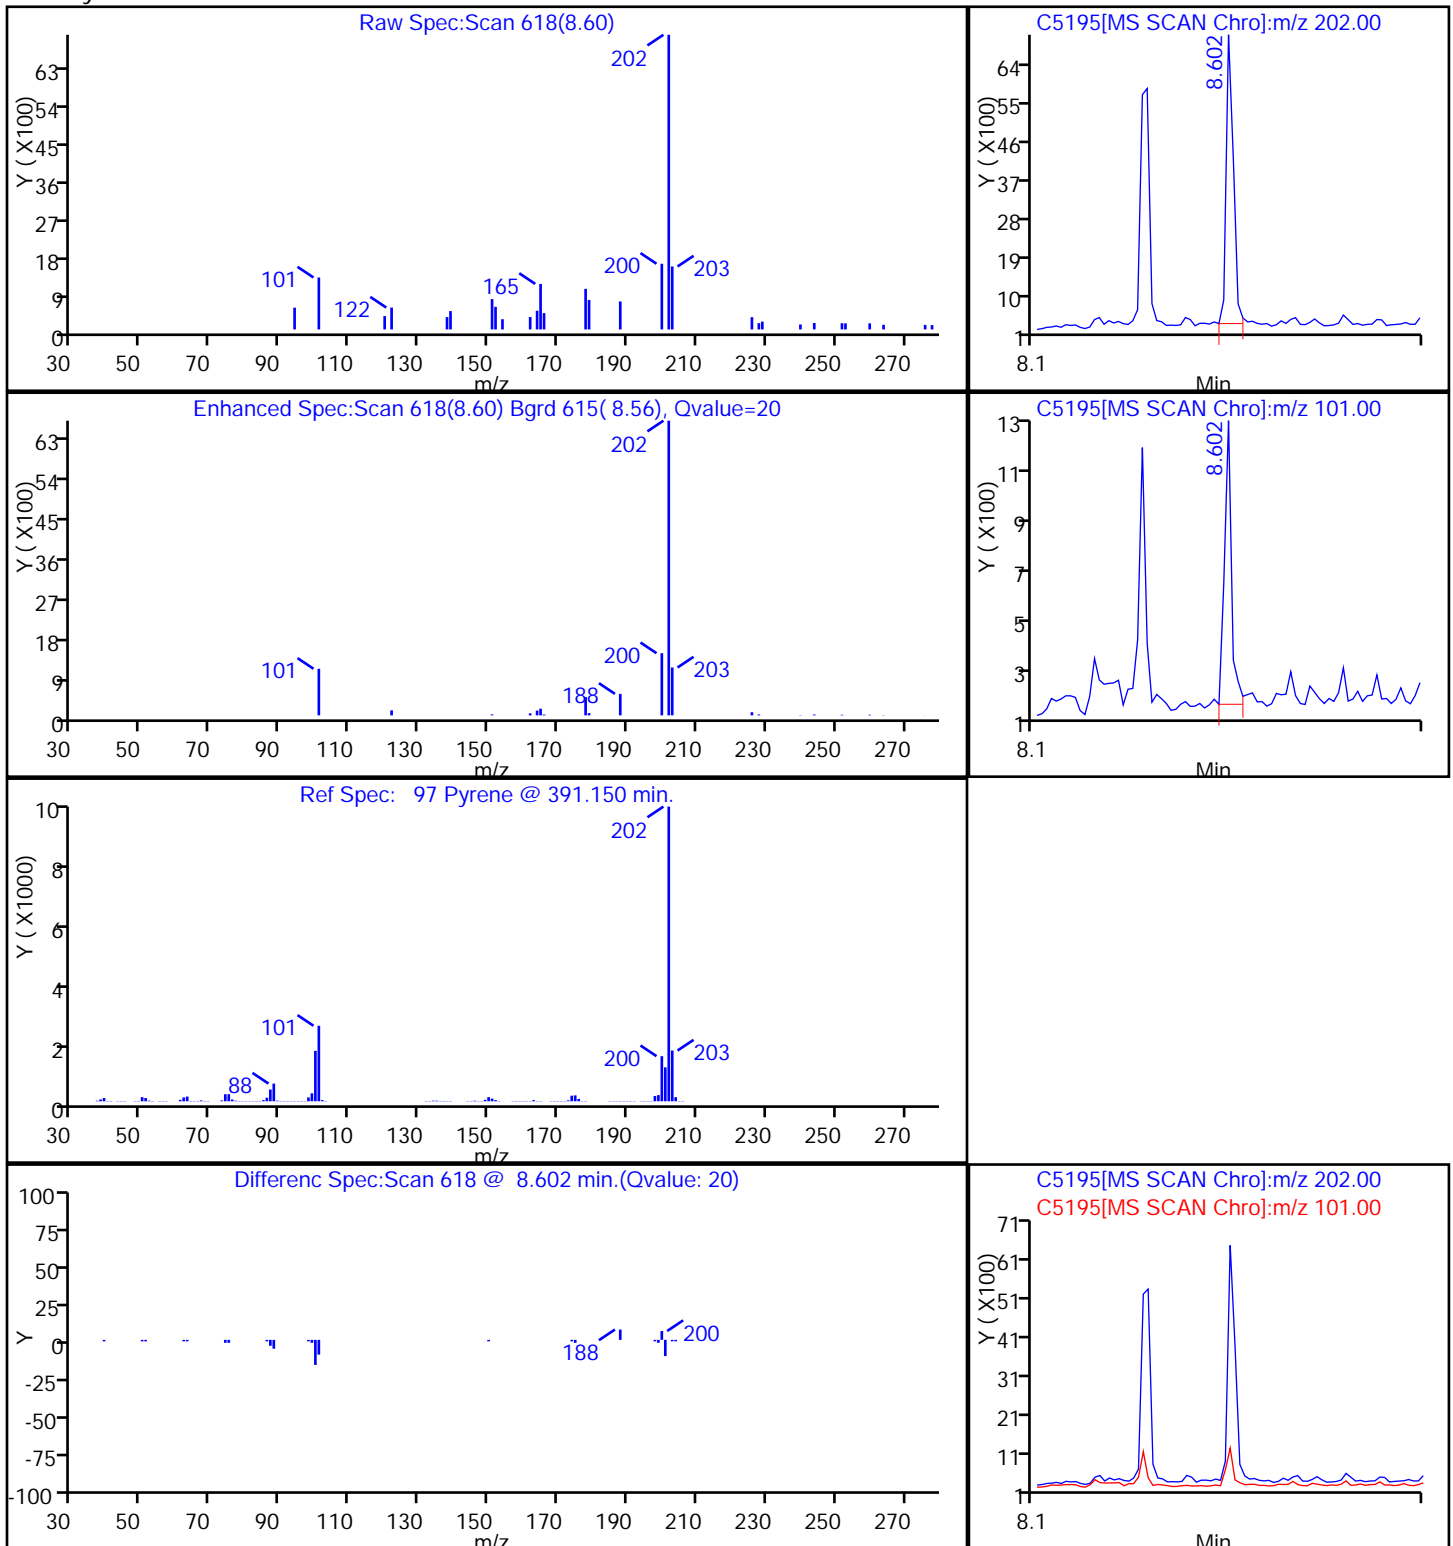 Raw Spec:Scan 618(8.60)
Y ( X100)
63
54
45
36
27
18
9
0
202
101
122
165
200
203
30 50 70 90 110 130 150 170 190 210 230 250 270
m/z
C5195[MS SCAN Chro]:m/z 202.00
Y ( X100)
64
55
46
37
28
19
10
1
8.602
8.1
Min
Enhanced Spec:Scan 618(8.60) Bgrd 615( 8.56), Qvalue=20
Y ( X100)
63
54
45
36
27
18
9
0
202
101
188
200
203
30 50 70 90 110 130 150 170 190 210 230 250 270
m/z
C5195[MS SCAN Chro]:m/z 101.00
Y ( X100)
13
11
9
7
5
3
1
8.602
8.1
Min
Ref Spec: 97 Pyrene @ 391.150 min.
Y ( X1000)
10
8
6
4
2
0
202
101
88
200
203
30 50 70 90 110 130 150 170 190 210 230 250 270
m/z
Differenc Spec:Scan 618 @ 8.602 min.(Qvalue: 20)
Y
100
75
50
25
0
-25
-50
-75
-100
188
200
30 50 70 90 110 130 150 170 190 210 230 250 270
m/z
C5195[MS SCAN Chro]:m/z 202.00
C5195[MS SCAN Chro]:m/z 101.00
Y ( X100)
71
61
51
41
31
21
11
1
8.1
Min